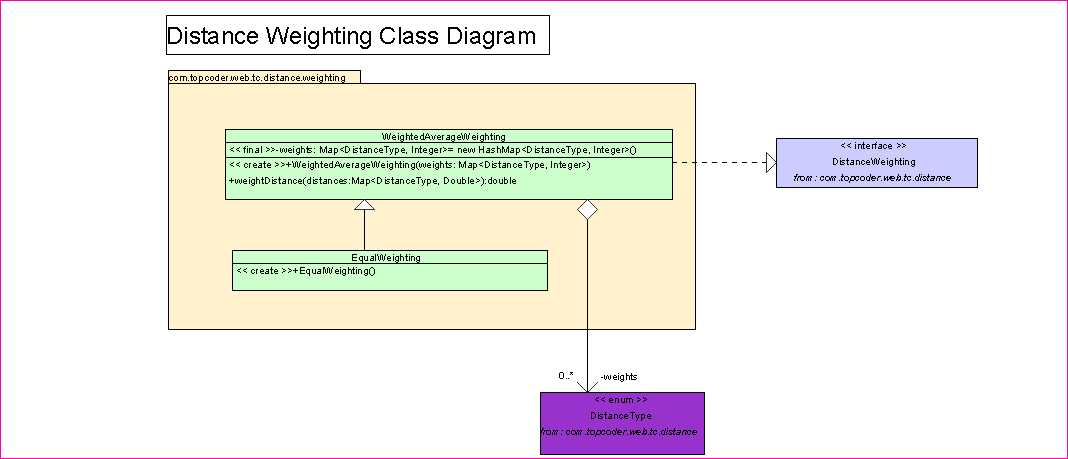 Distance Weighting Class Diagram
com.topcoder.web.tc.distance.weighting
WeightedAverageWeighting
<< final >>-weights: Map<DistanceType, Integer>= new HashMap<DistanceType, Integer>()
<< create >>+WeightedAverageWeighting(weights: Map<DistanceType, Integer>)
+weightDistance(distances:Map<DistanceType, Double>):double
<< interface >>
DistanceWeighting
from : com.topcoder.web.tc.distance
EqualWeighting
<< create >>+EqualWeighting()
0..* -weights
<< enum >>
DistanceType
from : com.topcoder.web.tc.distance